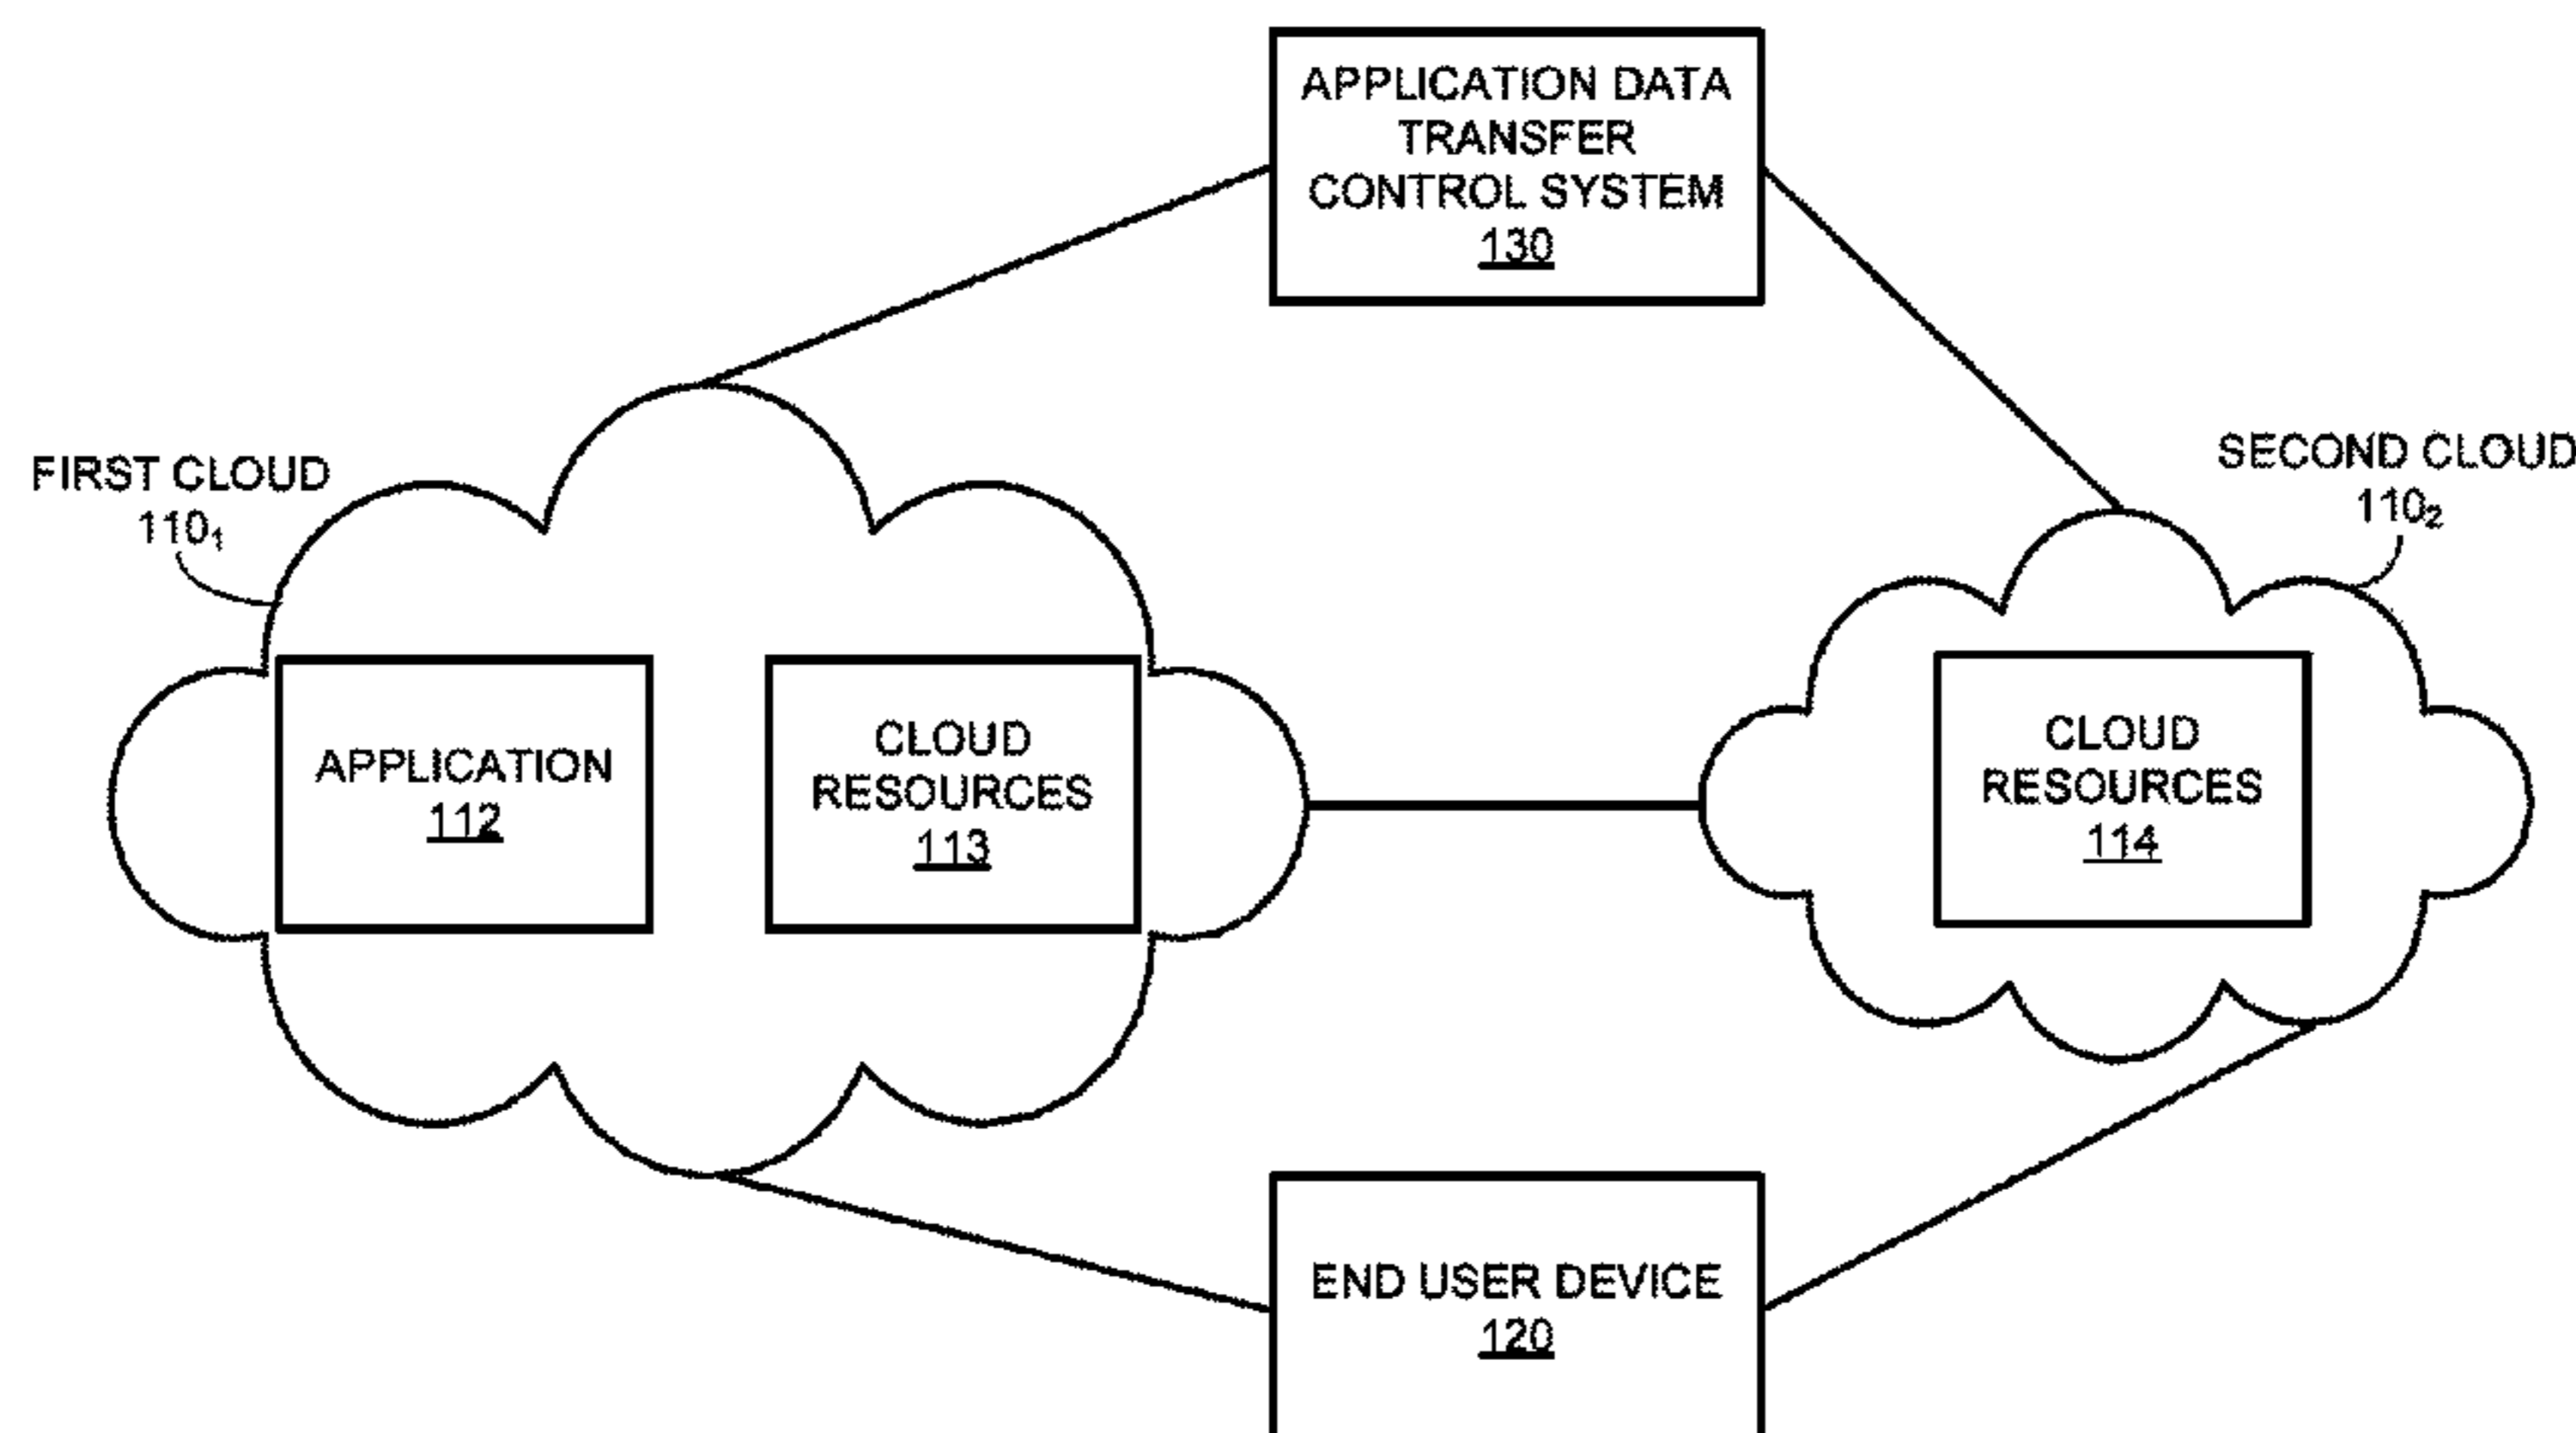 APPLICATION DATA
TRANSFER
CONTROL SYSTEM
130
FIRST CLOUD
110₁
SECOND CLOUD
110₂
APPLICATION
112
CLOUD
RESOURCES
113
CLOUD
RESOURCES
114
END USER DEVICE
120